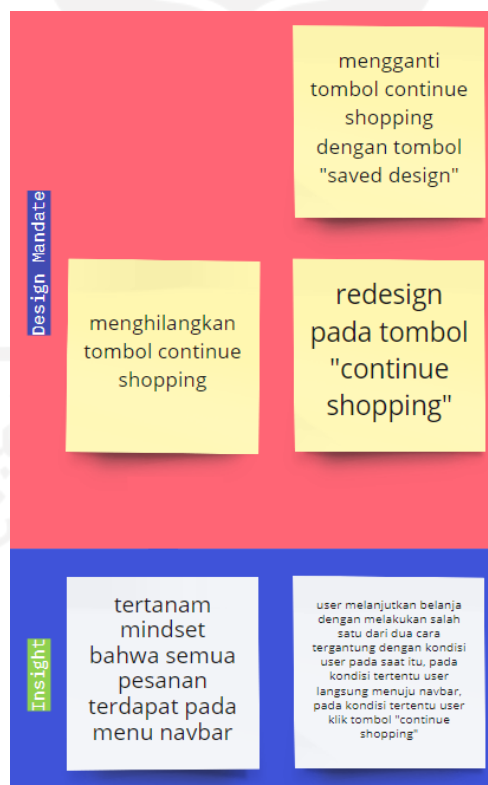 mengganti
tombol continue
shopping
dengan tombol
"saved design"
Design Mandate
menghilangkan
tombol continue
shopping
redesign
pada tombol
"continue
shopping"
Insight
tertanam
mindset
bahwa semua
pesanan
terdapat pada
menu navbar
user melanjutkan belanja
dengan melakukan salah
satu dari dua cara
tergantung dengan kondisi
user pada saat itu, pada
kondisi tertentu user
langsung menuju navbar,
pada kondisi tertentu user
klik tombol "continue
shopping"